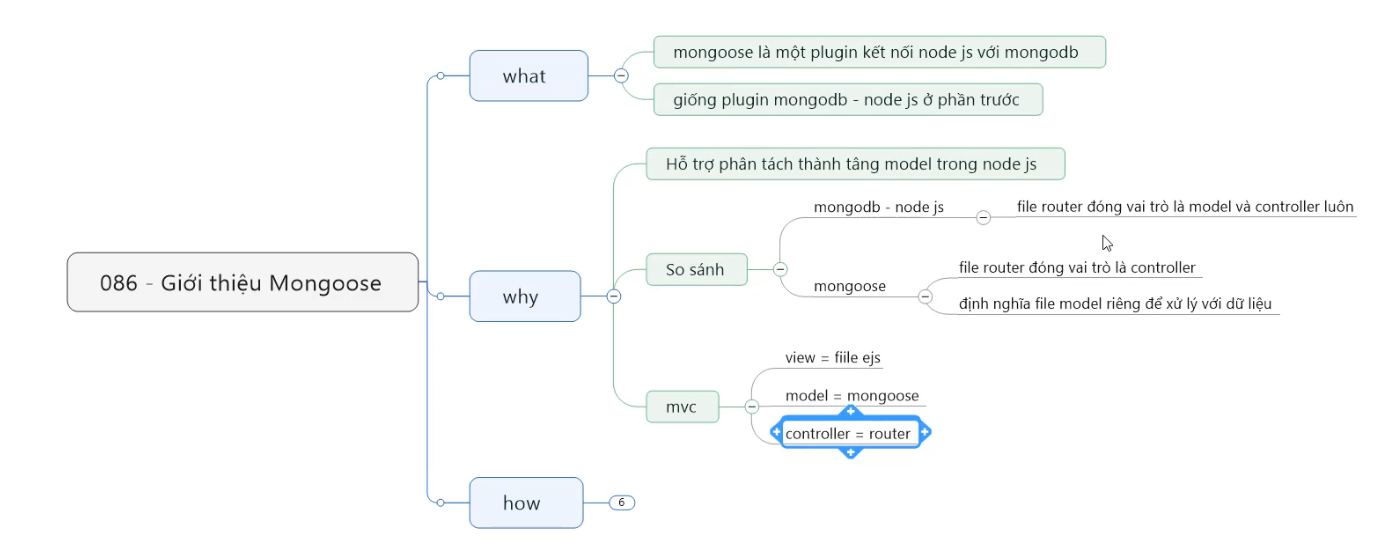 086 - Giới thiệu Mongoose
what
mongoose là một plugin kết nối node js với mongodb
giống plugin mongodb - node js ở phần trước
why
Hỗ trợ phân tách thành tâng model trong node js
So sánh
mongodb - node js
file router đóng vai trò là model và controller luôn
mongoose
file router đóng vai trò là controller
định nghĩa file model riêng để xử lý với dữ liệu
mvc
view = fiile ejs
model = mongoose
controller = router
how
6